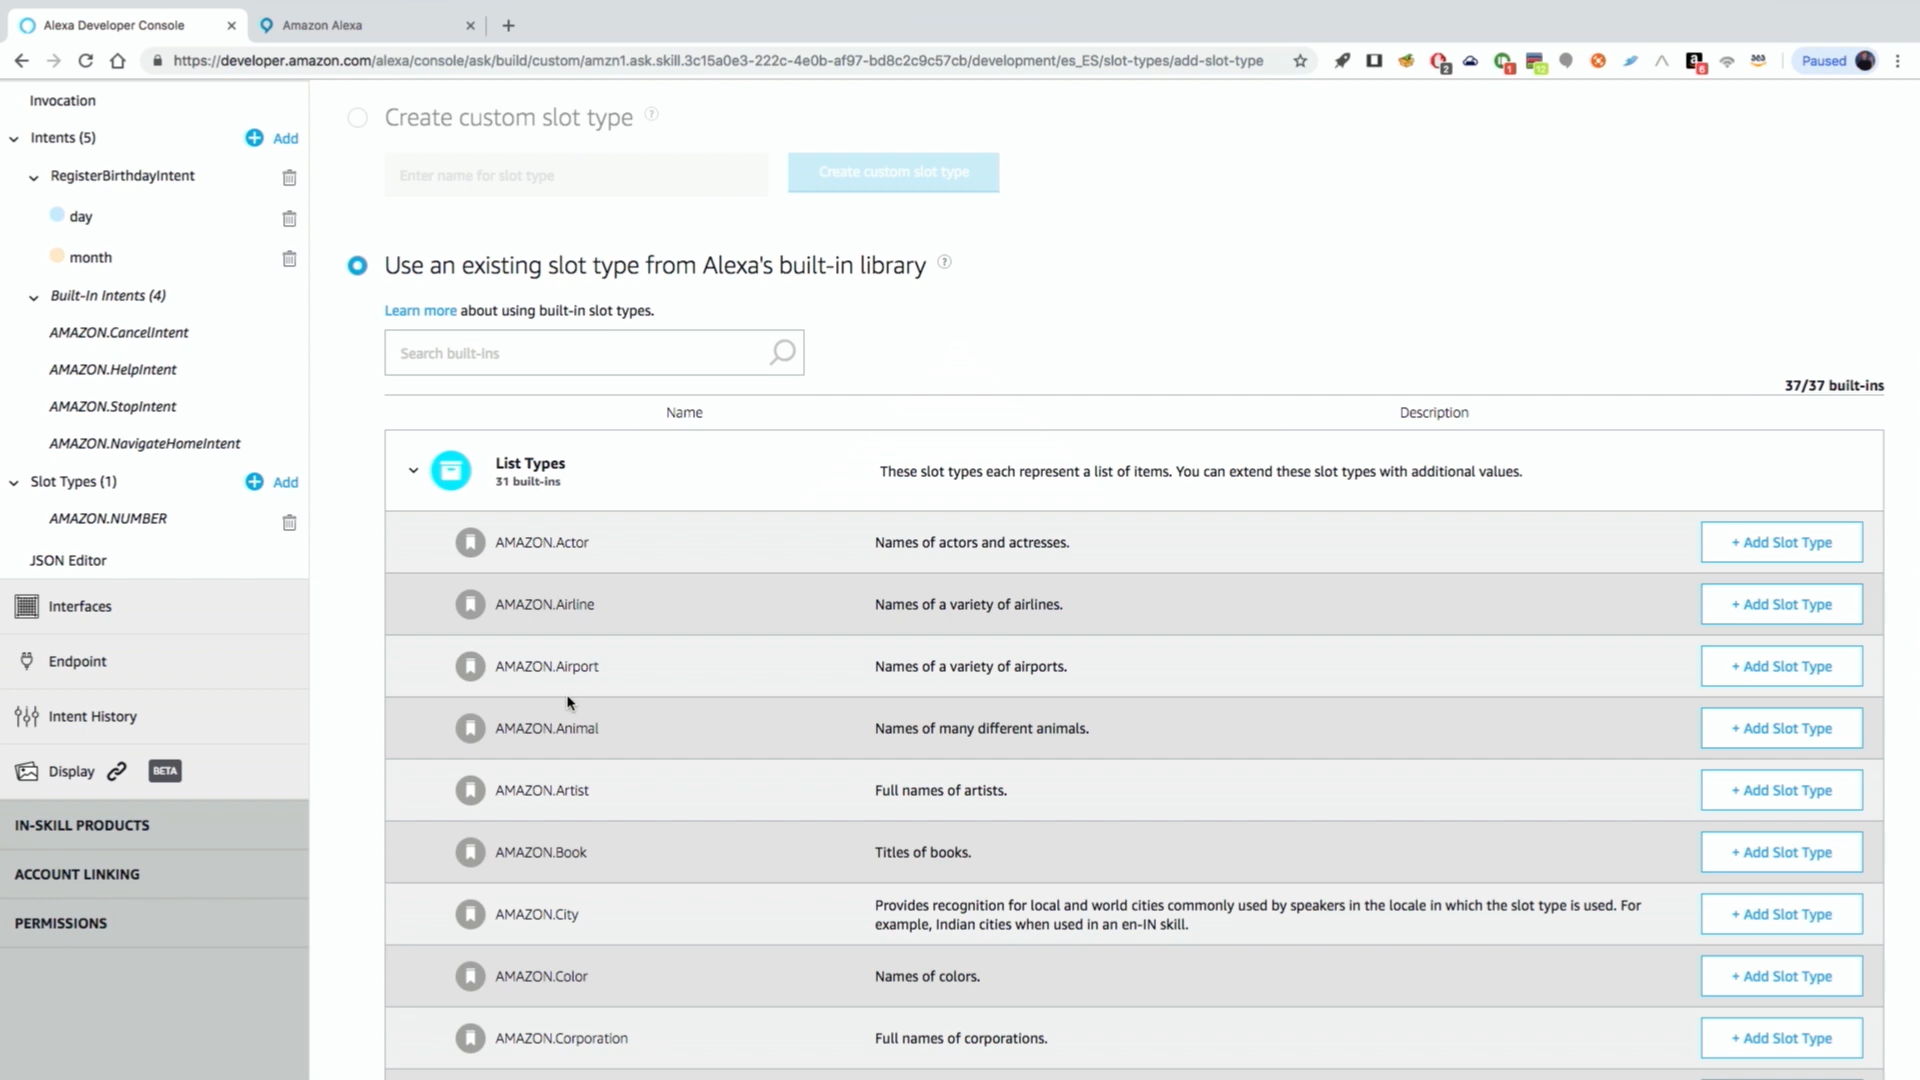 Alexa Developer Console
Amazon Alexa
https://developer.amazon.com/alexa/console/ask/build/custom/amzn1.ask.skill.3c15a0e3-222c-4e0b-af97-bd8c2c9c57cb/development/es_ES/slot-types/add-slot-type
Paused
Invocation
Intents (5)
Add
RegisterBirthdayIntent
day
month
Built-In Intents (4)
AMAZON.CancelIntent
AMAZON.HelpIntent
AMAZON.StopIntent
AMAZON.NavigateHomeIntent
Slot Types (1)
Add
AMAZON.NUMBER
JSON Editor
Interfaces
Endpoint
Intent History
Display
BETA
IN-SKILL PRODUCTS
ACCOUNT LINKING
PERMISSIONS
Create custom slot type ?
Enter name for slot type
Create custom slot type
Use an existing slot type from Alexa's built-in library ?
Learn more about using built-in slot types.
Search built-ins
37/37 built-ins
Name
Description
List Types
31 built-ins
These slot types each represent a list of items. You can extend these slot types with additional values.
AMAZON.Actor
Names of actors and actresses.
+ Add Slot Type
AMAZON.Airline
Names of a variety of airlines.
+ Add Slot Type
AMAZON.Airport
Names of a variety of airports.
+ Add Slot Type
AMAZON.Animal
Names of many different animals.
+ Add Slot Type
AMAZON.Artist
Full names of artists.
+ Add Slot Type
AMAZON.Book
Titles of books.
+ Add Slot Type
AMAZON.City
Provides recognition for local and world cities commonly used by speakers in the locale in which the slot type is used. For
example, Indian cities when used in an en-IN skill.
+ Add Slot Type
AMAZON.Color
Names of colors.
+ Add Slot Type
AMAZON.Corporation
Full names of corporations.
+ Add Slot Type